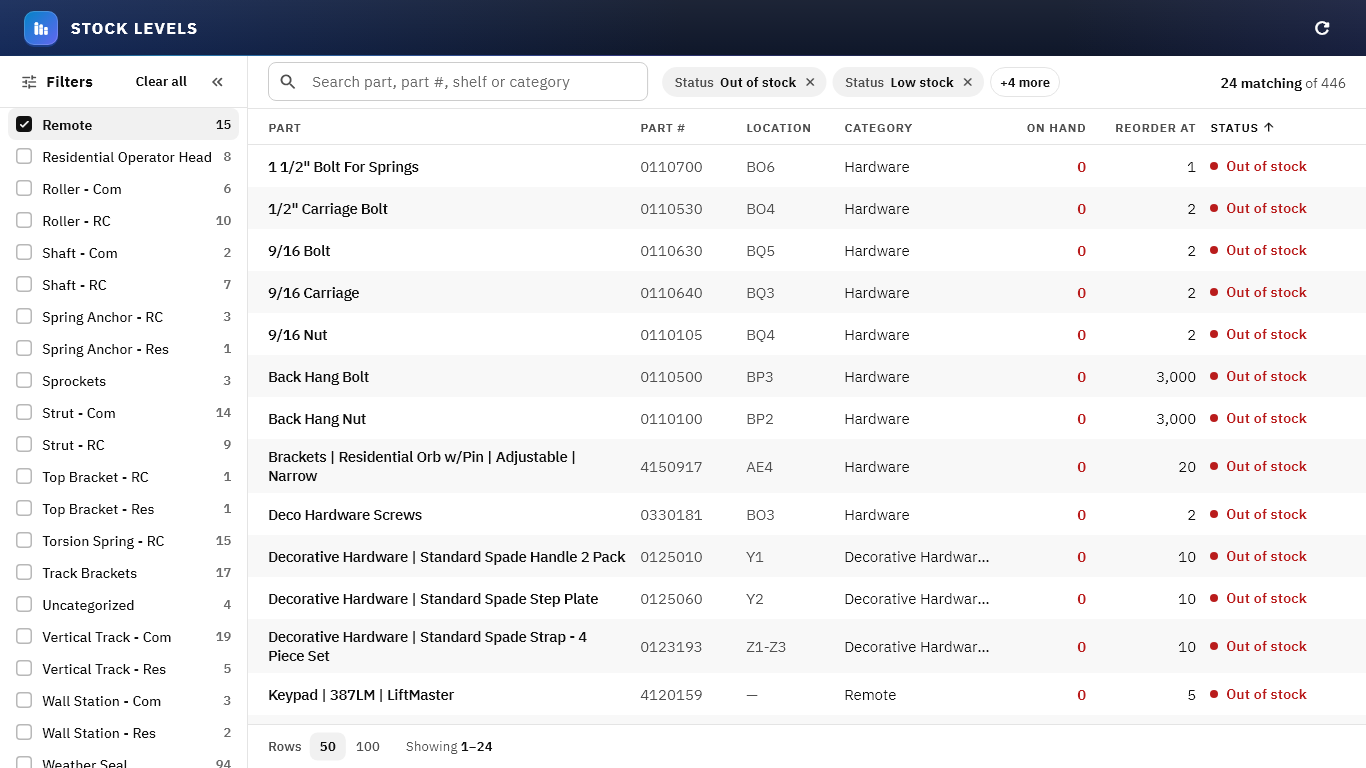 STOCK LEVELS
Filters Clear all
Search part, part #, shelf or category
Status Out of stock
Status Low stock
+4 more
24 matching of 446
Remote 15
Residential Operator Head 8
Roller - Com 6
Roller - RC 10
Shaft - Com 2
Shaft - RC 7
Spring Anchor - RC 3
Spring Anchor - Res 1
Sprockets 3
Strut - Com 14
Strut - RC 9
Top Bracket - RC 1
Top Bracket - Res 1
Torsion Spring - RC 15
Track Brackets 17
Uncategorized 4
Vertical Track - Com 19
Vertical Track - Res 5
Wall Station - Com 3
Wall Station - Res 2
Weather Seal 94
PART PART # LOCATION CATEGORY ON HAND REORDER AT STATUS
1 1/2" Bolt For Springs 0110700 BO6 Hardware 0 1 Out of stock
1/2" Carriage Bolt 0110530 BO4 Hardware 0 2 Out of stock
9/16 Bolt 0110630 BQ5 Hardware 0 2 Out of stock
9/16 Carriage 0110640 BQ3 Hardware 0 2 Out of stock
9/16 Nut 0110105 BQ4 Hardware 0 2 Out of stock
Back Hang Bolt 0110500 BP3 Hardware 0 3,000 Out of stock
Back Hang Nut 0110100 BP2 Hardware 0 3,000 Out of stock
Brackets | Residential Orb w/Pin | Adjustable |
Narrow 4150917 AE4 Hardware 0 20 Out of stock
Deco Hardware Screws 0330181 BO3 Hardware 0 2 Out of stock
Decorative Hardware | Standard Spade Handle 2 Pack 0125010 Y1 Decorative Hardwar... 0 10 Out of stock
Decorative Hardware | Standard Spade Step Plate 0125060 Y2 Decorative Hardwar... 0 10 Out of stock
Decorative Hardware | Standard Spade Strap - 4
Piece Set 0123193 Z1-Z3 Decorative Hardwar... 0 10 Out of stock
Keypad | 387LM | LiftMaster 4120159 — Remote 0 5 Out of stock
Rows 50 100 Showing 1–24